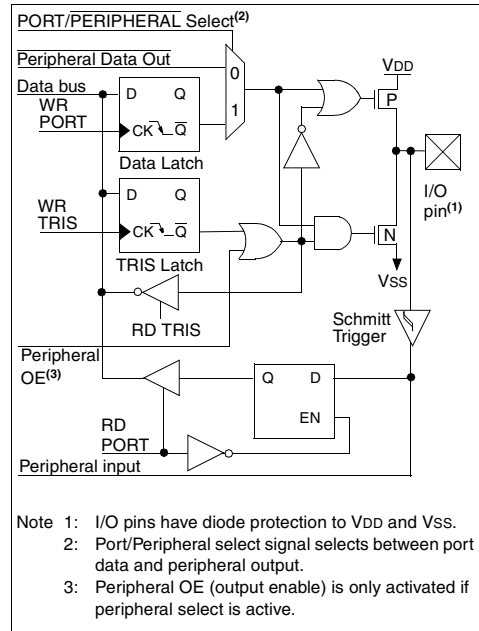 PORT/PERIPHERAL Select(2)
Peripheral Data Out
Data bus
WR
PORT
D Q
CK Q
Data Latch
0
1
VDD
P
I/O
pin(1)
WR
TRIS
D Q
CK Q
TRIS Latch
N
VSS
RD TRIS
Schmitt
Trigger
Peripheral
OE(3)
Q D
EN
RD
PORT
Peripheral input
Note 1: I/O pins have diode protection to VDD and VSS.
2: Port/Peripheral select signal selects between port
data and peripheral output.
3: Peripheral OE (output enable) is only activated if
peripheral select is active.